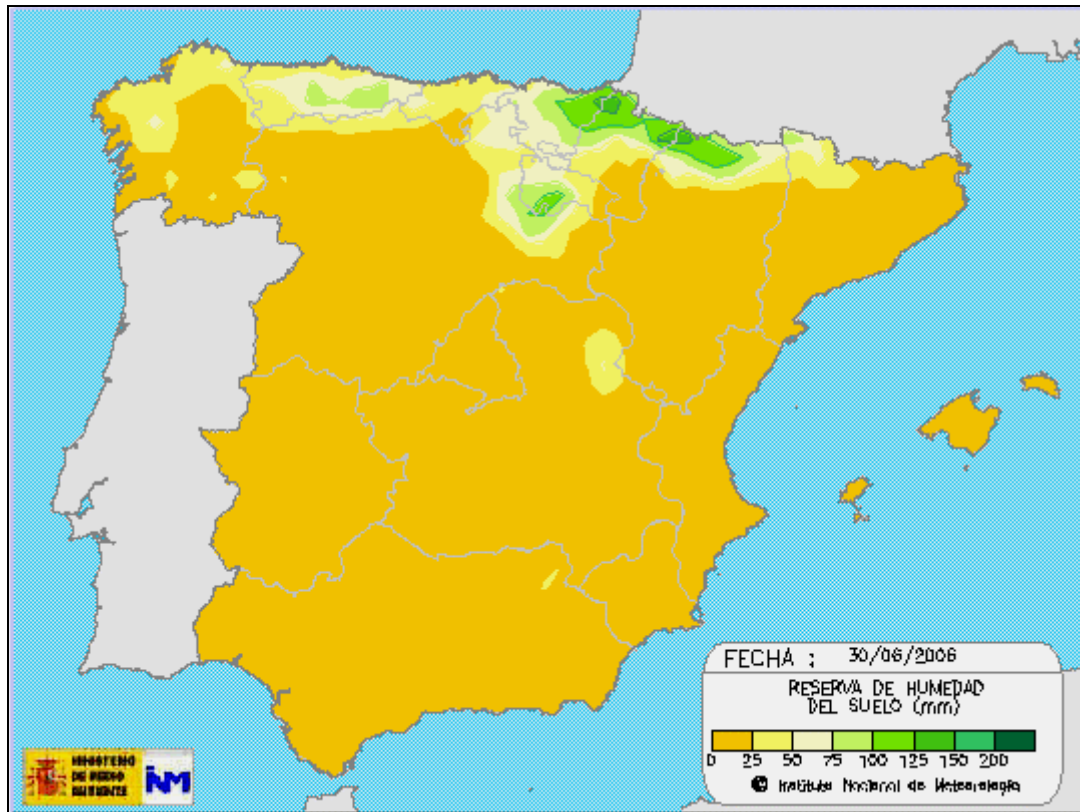 FECHA : 30/06/2006
RESERVA DE HUMEDAD
DEL SUELO (mm)
0 25 50 75 100 125 150 200
© Instituto Nacional de Meteorología
MINISTERIO
DE MEDIO
AMBIENTE
INM